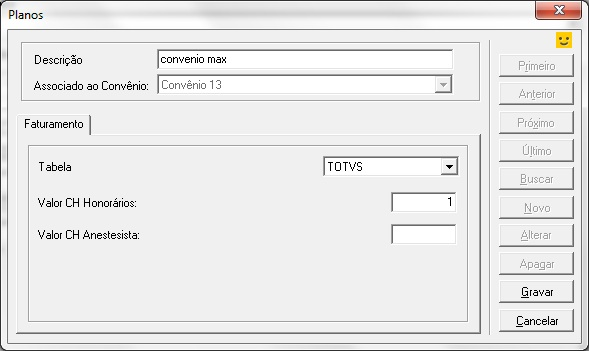 Planos
Descrição
convenio max
Associado ao Convênio:
Convênio 13
Faturamento
Tabela
TOTVS
Valor CH Honorários:
1
Valor CH Anestesista:
Primeiro
Anterior
Próximo
Último
Buscar
Novo
Alterar
Apagar
Gravar
Cancelar